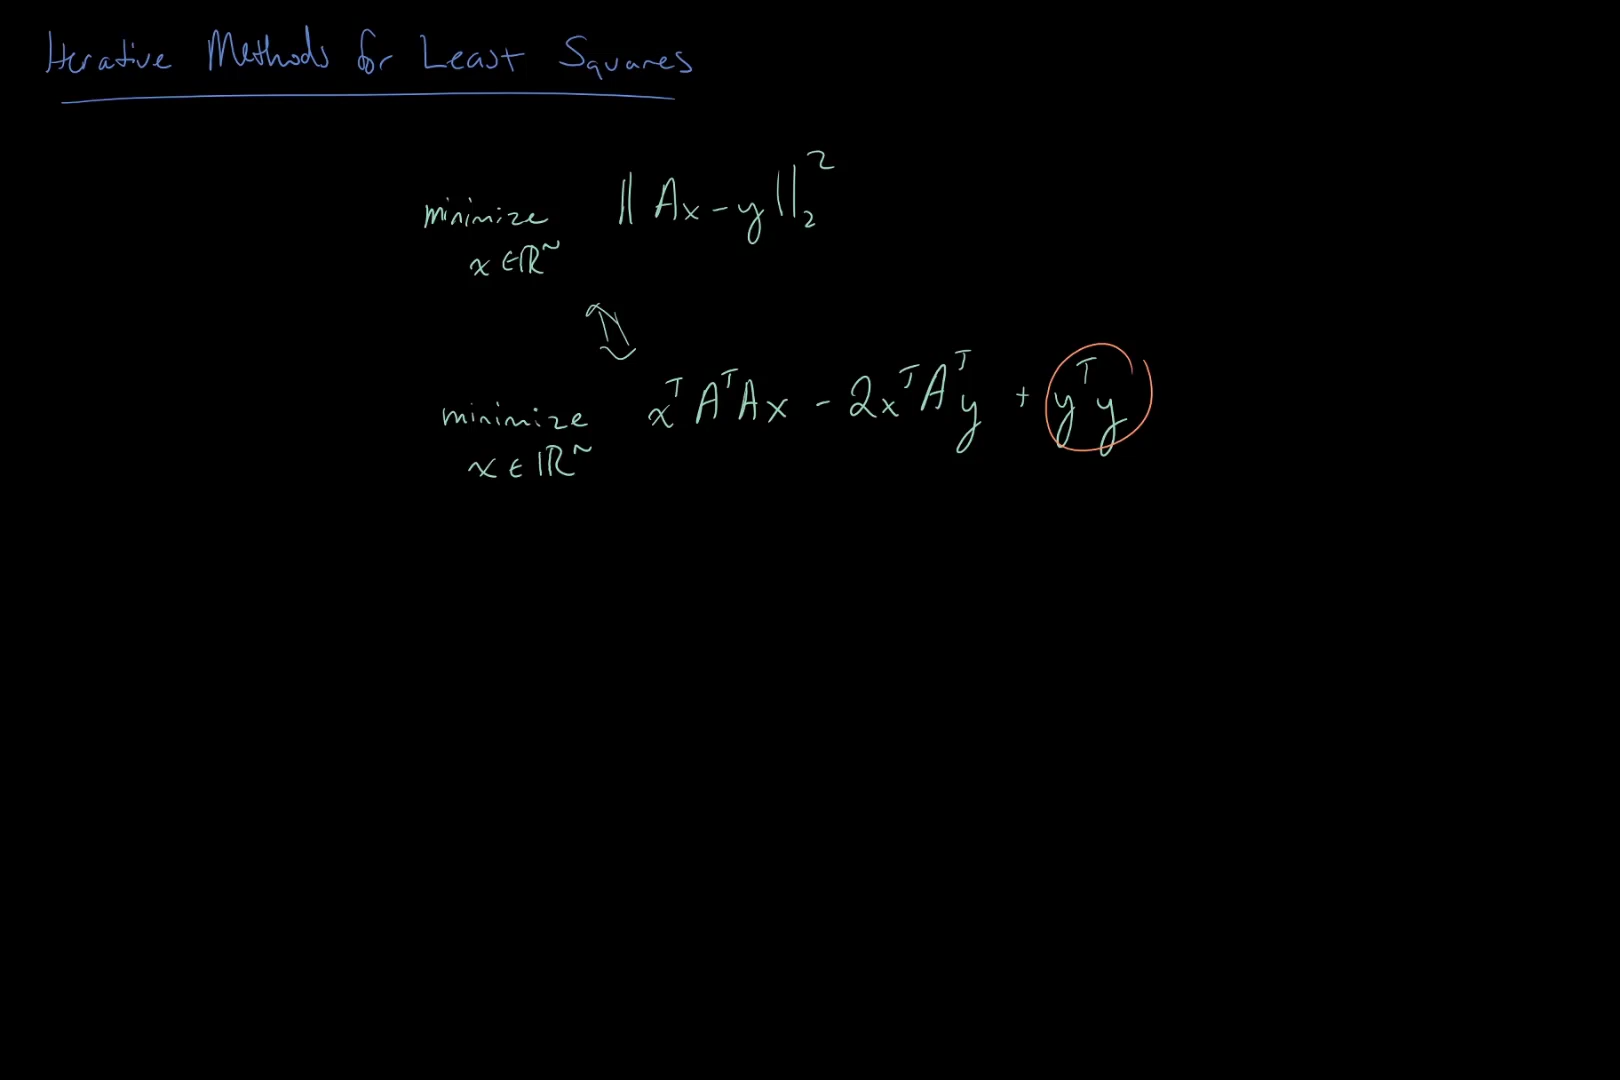 Iterative Methods for Least Squares
minimize ‖Ax - y‖₂²
x ∈ ℝⁿ
⇕
minimize xᵀAᵀAx - 2xᵀAᵀy + yᵀy
x ∈ ℝⁿ